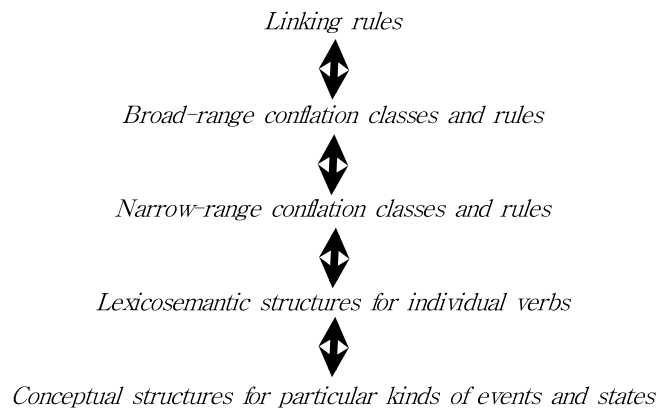 Linking rules
Broad-range conflation classes and rules
Narrow-range conflation classes and rules
Lexicosemantic structures for individual verbs
Conceptual structures for particular kinds of events and states